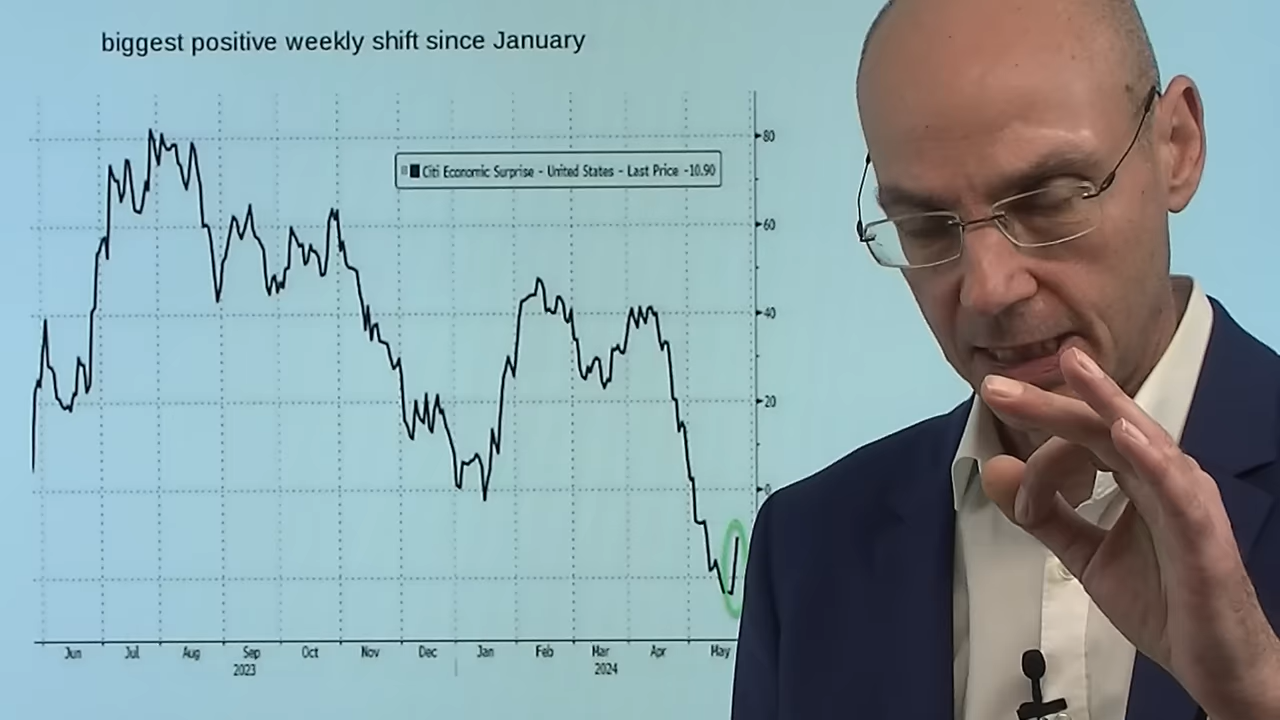 biggest positive weekly shift since January
Citi Economic Surprise - United States - Last Price -10.90
80
60
40
20
0
Jun Jul Aug Sep Oct Nov Dec Jan Feb Mar Apr May
2023 2024